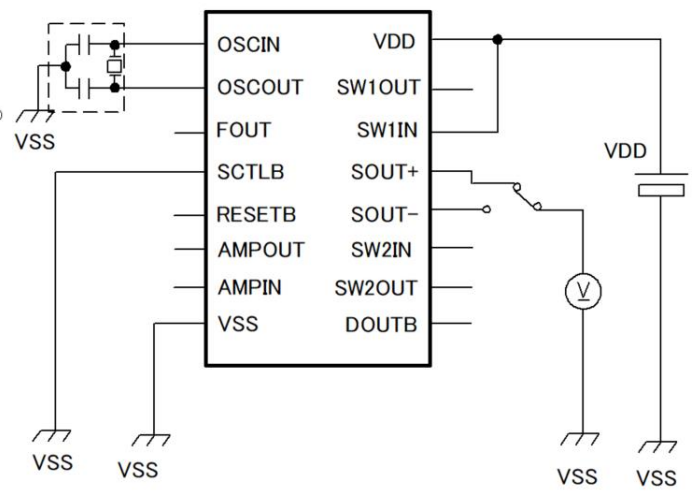 OSCIN
VDD
OSCOUT
SW1OUT
VSS
FOUT
SW1IN
VDD
SCTLB
SOUT+
RESETB
SOUT-
AMPOUT
SW2IN
AMPIN
SW2OUT
V
VSS
DOUTB
VSS
VSS
VSS
VSS